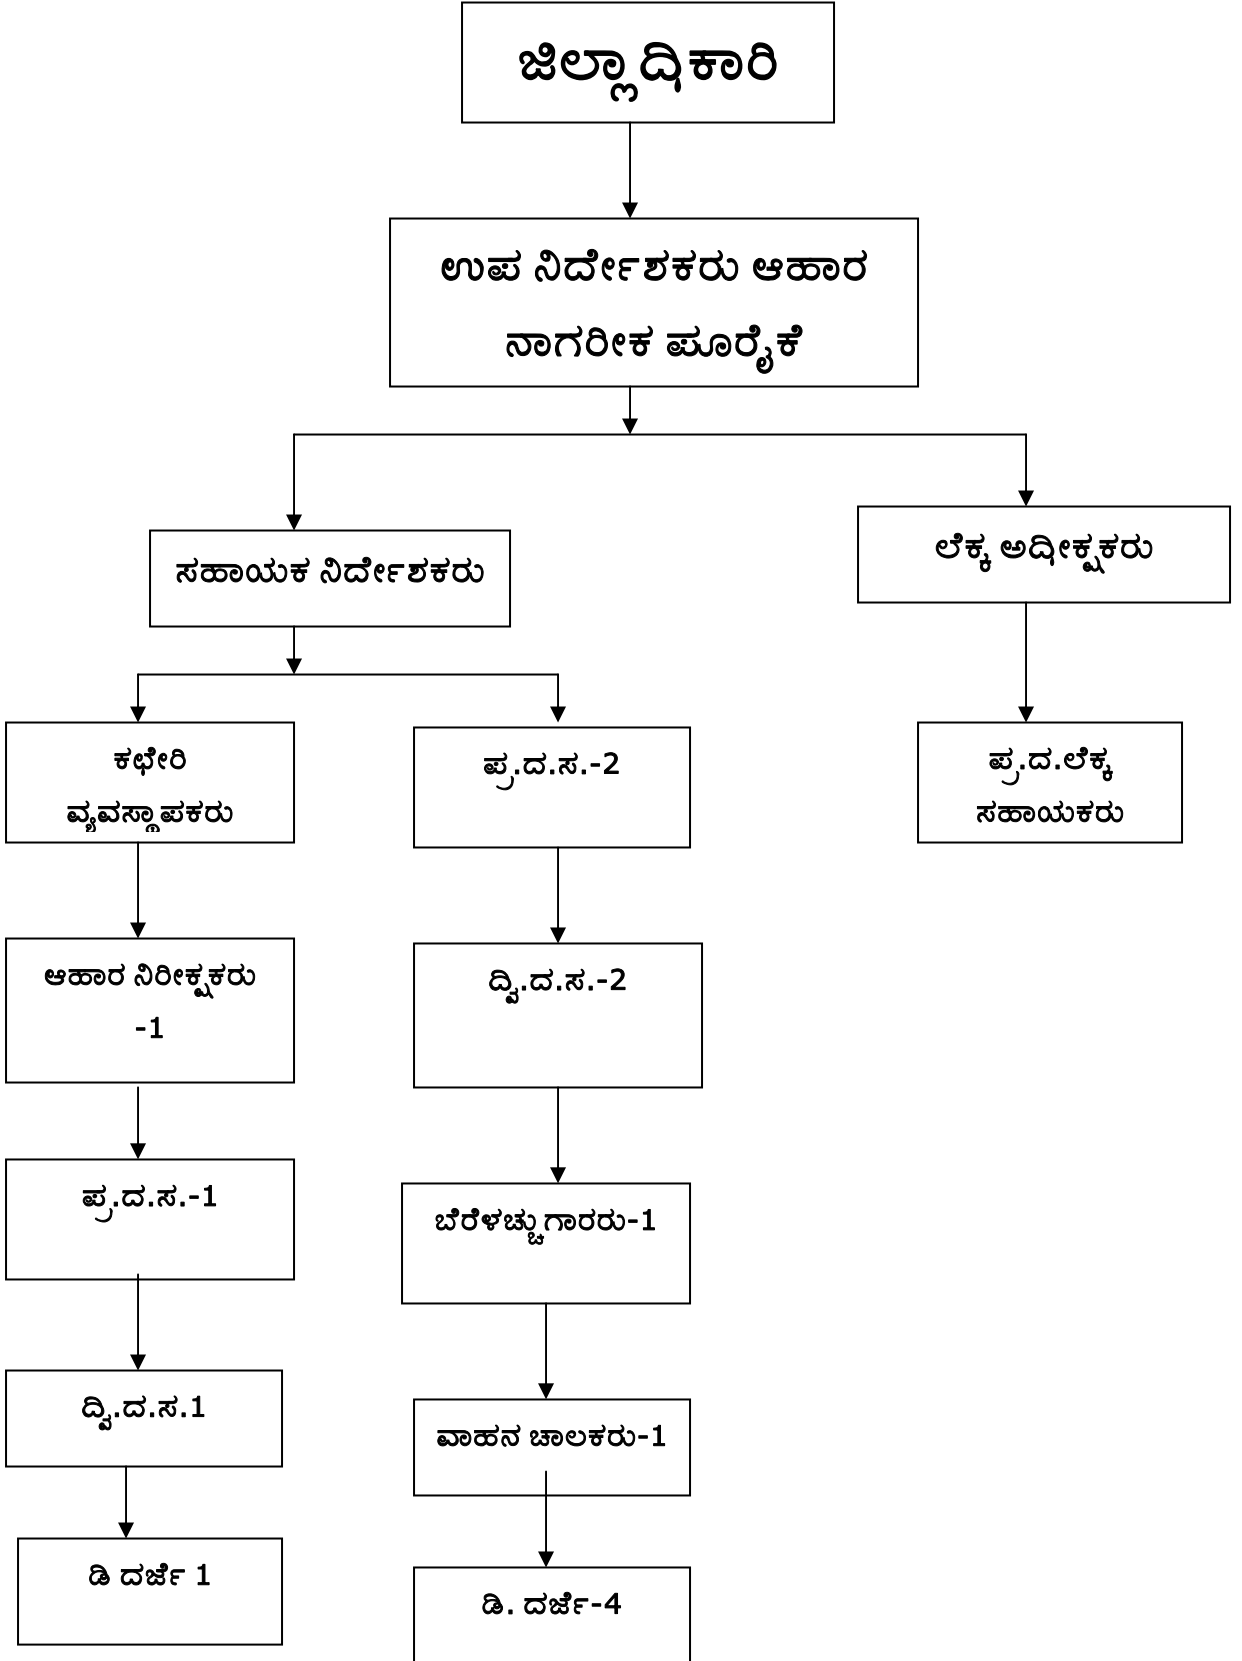 ಜಿಲ್ಲಾಧಿಕಾರಿ
ಉಪ ನಿರ್ದೇಶಕರು ಆಹಾರ
ನಾಗರೀಕ ಪೂರೈಕೆ
ಸಹಾಯಕ ನಿರ್ದೇಶಕರು
ಲೆಕ್ಕ ಅಧೀಕ್ಷಕರು
ಕಛೇರಿ
ವ್ಯವಸ್ಥಾಪಕರು
ಪ್ರ.ದ.ಸ.-2
ಪ್ರ.ದ.ಲೆಕ್ಕ
ಸಹಾಯಕರು
ಆಹಾರ ನಿರೀಕ್ಷಕರು
-1
ದ್ವಿ.ದ.ಸ.-2
ಪ್ರ.ದ.ಸ.-1
ಬೆರೆಳಚ್ಚುಗಾರರು-1
ದ್ವಿ.ದ.ಸ.1
ವಾಹನ ಚಾಲಕರು-1
ಡಿ ದರ್ಜೆ 1
ಡಿ. ದರ್ಜೆ-4